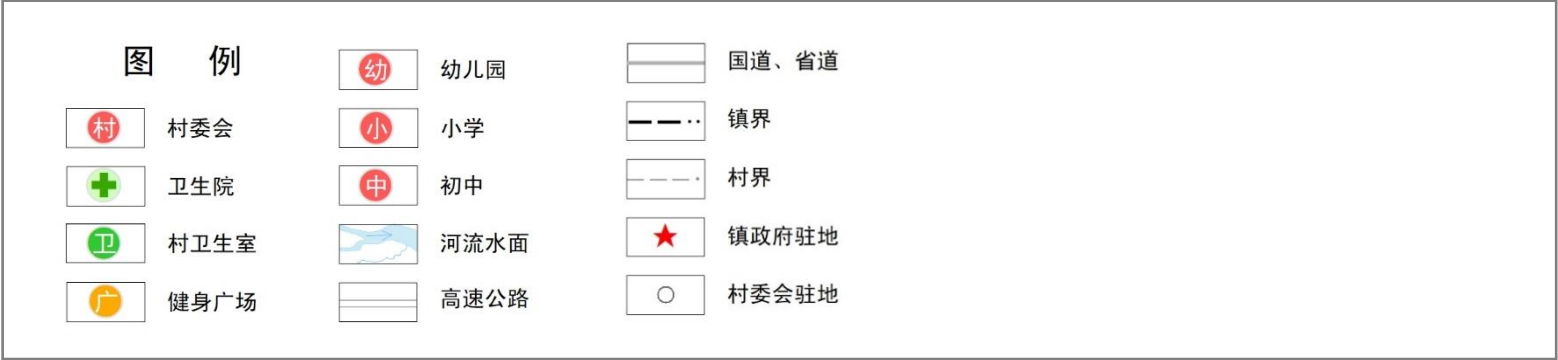 图 例
村 村委会
卫生院
卫 村卫生室
广 健身广场
幼 幼儿园
小 小学
中 初中
河流水面
高速公路
国道、省道
镇界
村界
镇政府驻地
村委会驻地